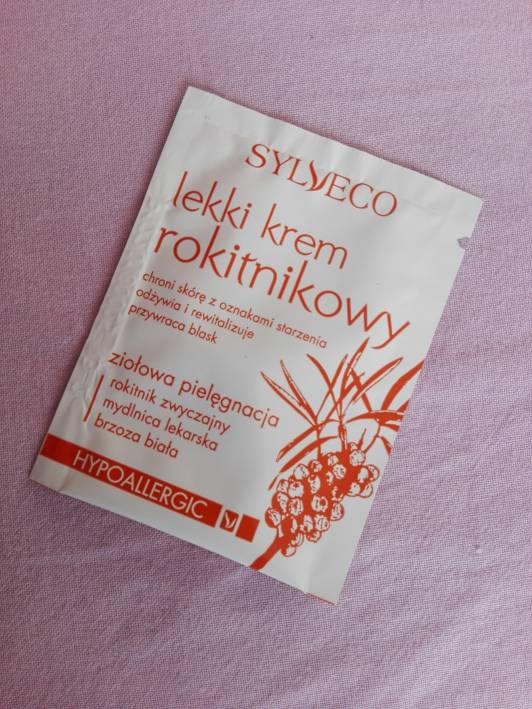 SYLVECO
lekki krem
rokitnikowy
chroni skórę z oznakami starzenia
odżywia i rewitalizuje
przywraca blask
ziołowa pielęgnacja
rokitnik zwyczajny
mydlnica lekarska
brzoza biała
HYPOALLERGIC